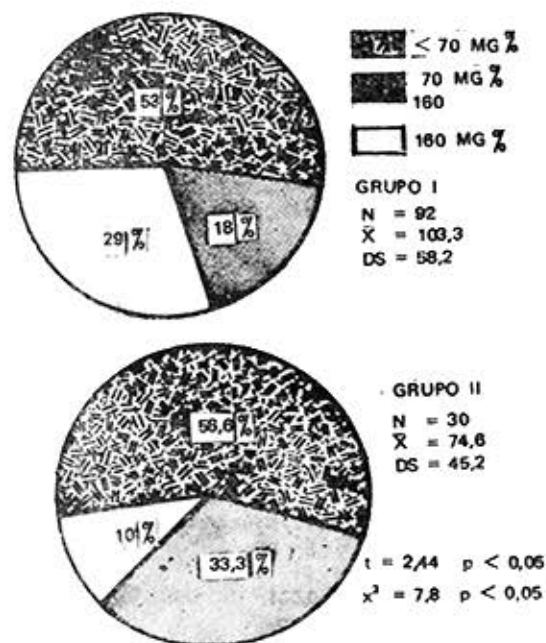 < 70 MG %
70 MG %
160
160 MG %
53 %
29 %
18 %
GRUPO I
N = 92
X̄ = 103,3
DS = 58,2
56,6 %
10 %
33,3 %
GRUPO II
N = 30
X̄ = 74,6
DS = 45,2
t = 2,44 p < 0,05
x² = 7,8 p < 0,05